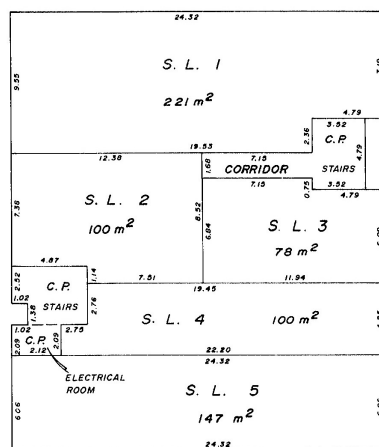 24.32
S. L. 1
9.55
221 m²
4.79
3.52
2.36
C.P.
4.79
19.53
STAIRS
12.38
7.15
1.68
CORRIDOR
7.15
0.75
3.52
4.79
7.38
S. L. 2
8.52
S. L. 3
100 m²
6.84
78 m²
4.87
2.52
C.P.
1.14
7.51
11.94
19.45
1.02
STAIRS
2.76
1.38
S. L. 4
100 m²
1.02
2.75
2.09
C.P.
2.09
2.12
22.20
24.32
ELECTRICAL
ROOM
S. L. 5
6.06
147 m²
24.32